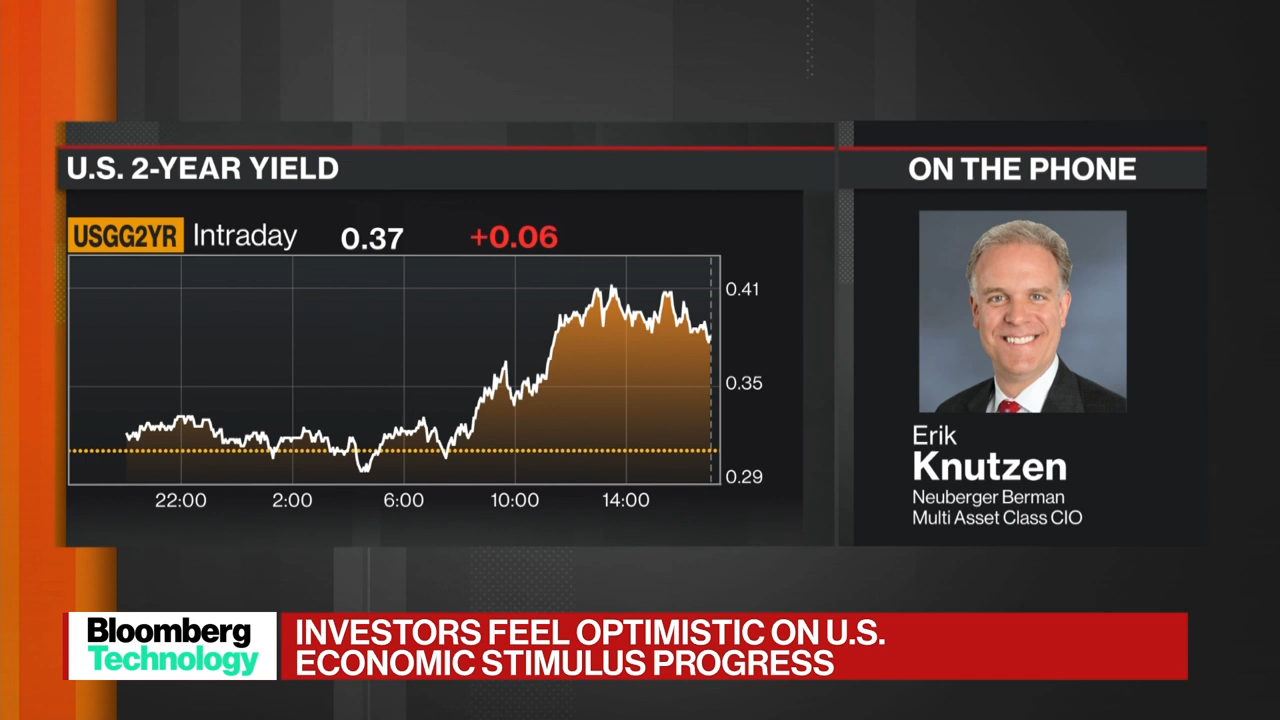 U.S. 2-YEAR YIELD
USGG2YR Intraday 0.37 +0.06
0.41
0.35
0.29
22:00 2:00 6:00 10:00 14:00
ON THE PHONE
Erik
Knutzen
Neuberger Berman
Multi Asset Class CIO
Bloomberg
Technology
INVESTORS FEEL OPTIMISTIC ON U.S.
ECONOMIC STIMULUS PROGRESS